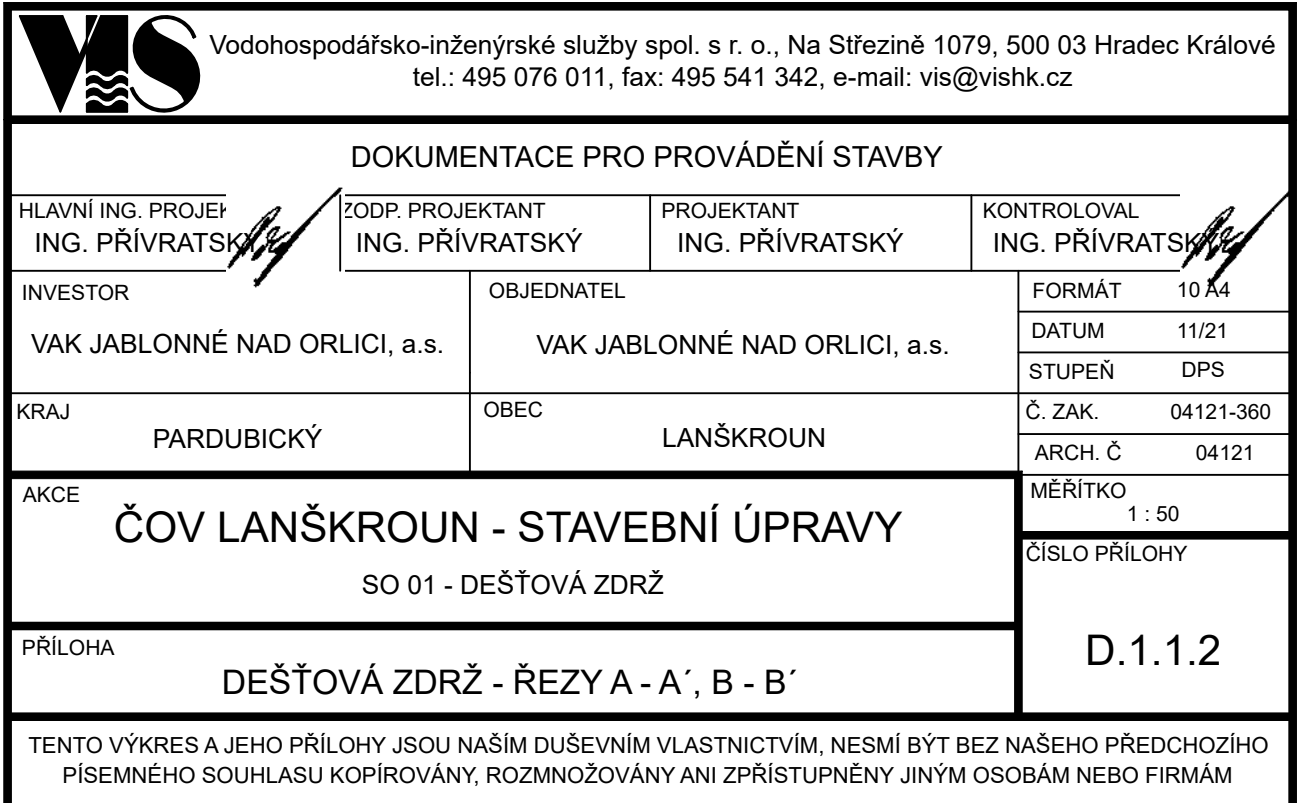 VIS
Vodohospodářsko-inženýrské služby spol. s r. o., Na Střezině 1079, 500 03 Hradec Králové
tel.: 495 076 011, fax: 495 541 342, e-mail: vis@vishk.cz
DOKUMENTACE PRO PROVÁDĚNÍ STAVBY
HLAVNÍ ING. PROJEK
ING. PŘÍVRATSKÝ
ZODP. PROJEKTANT
ING. PŘÍVRATSKÝ
PROJEKTANT
ING. PŘÍVRATSKÝ
KONTROLOVAL
ING. PŘÍVRATSKÝ
INVESTOR
VAK JABLONNÉ NAD ORLICI, a.s.
OBJEDNATEL
VAK JABLONNÉ NAD ORLICI, a.s.
FORMÁT 10 A4
DATUM 11/21
STUPEŇ DPS
KRAJ
PARDUBICKÝ
OBEC
LANŠKROUN
Č. ZAK. 04121-360
ARCH. Č 04121
AKCE
ČOV LANŠKROUN - STAVEBNÍ ÚPRAVY
SO 01 - DEŠŤOVÁ ZDRŽ
MĚŘÍTKO
1 : 50
ČÍSLO PŘÍLOHY
D.1.1.2
PŘÍLOHA
DEŠŤOVÁ ZDRŽ - ŘEZY A - A´, B - B´
TENTO VÝKRES A JEHO PŘÍLOHY JSOU NAŠÍM DUŠEVNÍM VLASTNICTVÍM, NESMÍ BÝT BEZ NAŠEHO PŘEDCHOZÍHO
PÍSEMNÉHO SOUHLASU KOPÍROVÁNY, ROZMNOŽOVÁNY ANI ZPŘÍSTUPNĚNY JINÝM OSOBÁM NEBO FIRMÁM